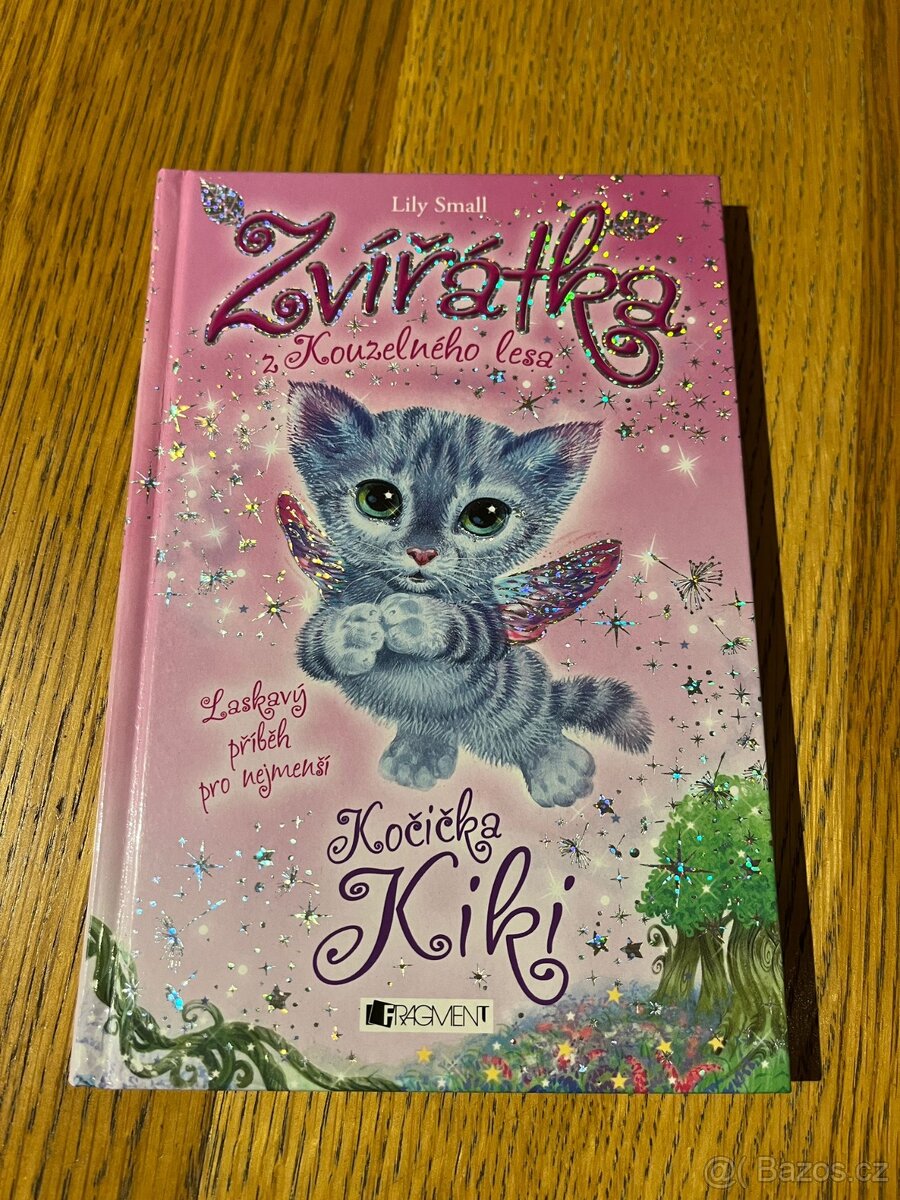 Lily Small
Zvířátka
z Kouzelného lesa
Laskavý
příběh
pro nejmenší
Kočička
Kiki
FRAGMENT
@( Bazos.cz